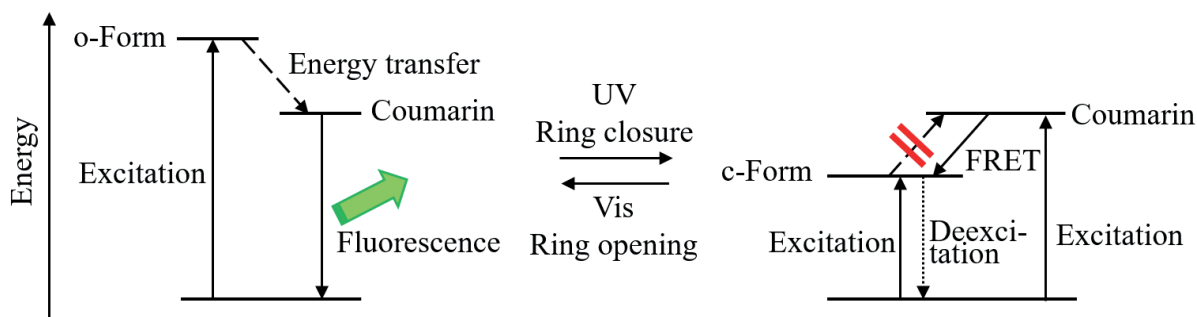 Energy
o-Form
Energy transfer
Coumarin
Excitation
Fluorescence
UV
Ring closure
Vis
Ring opening
Coumarin
c-Form
FRET
Excitation
Deexci-
tation
Excitation